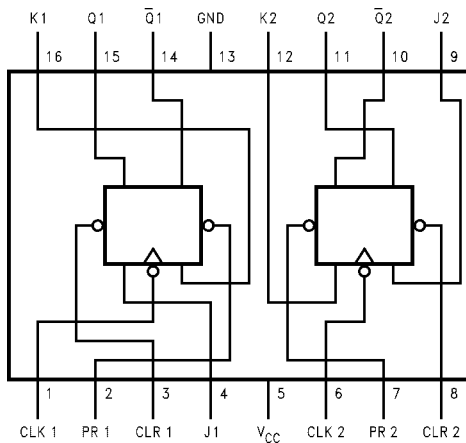 K1 Q1 Q̅1 GND K2 Q2 Q̅2 J2
16 15 14 13 12 11 10 9
1 2 3 4 5 6 7 8
CLK 1 PR 1 CLR 1 J1 VCC CLK 2 PR 2 CLR 2